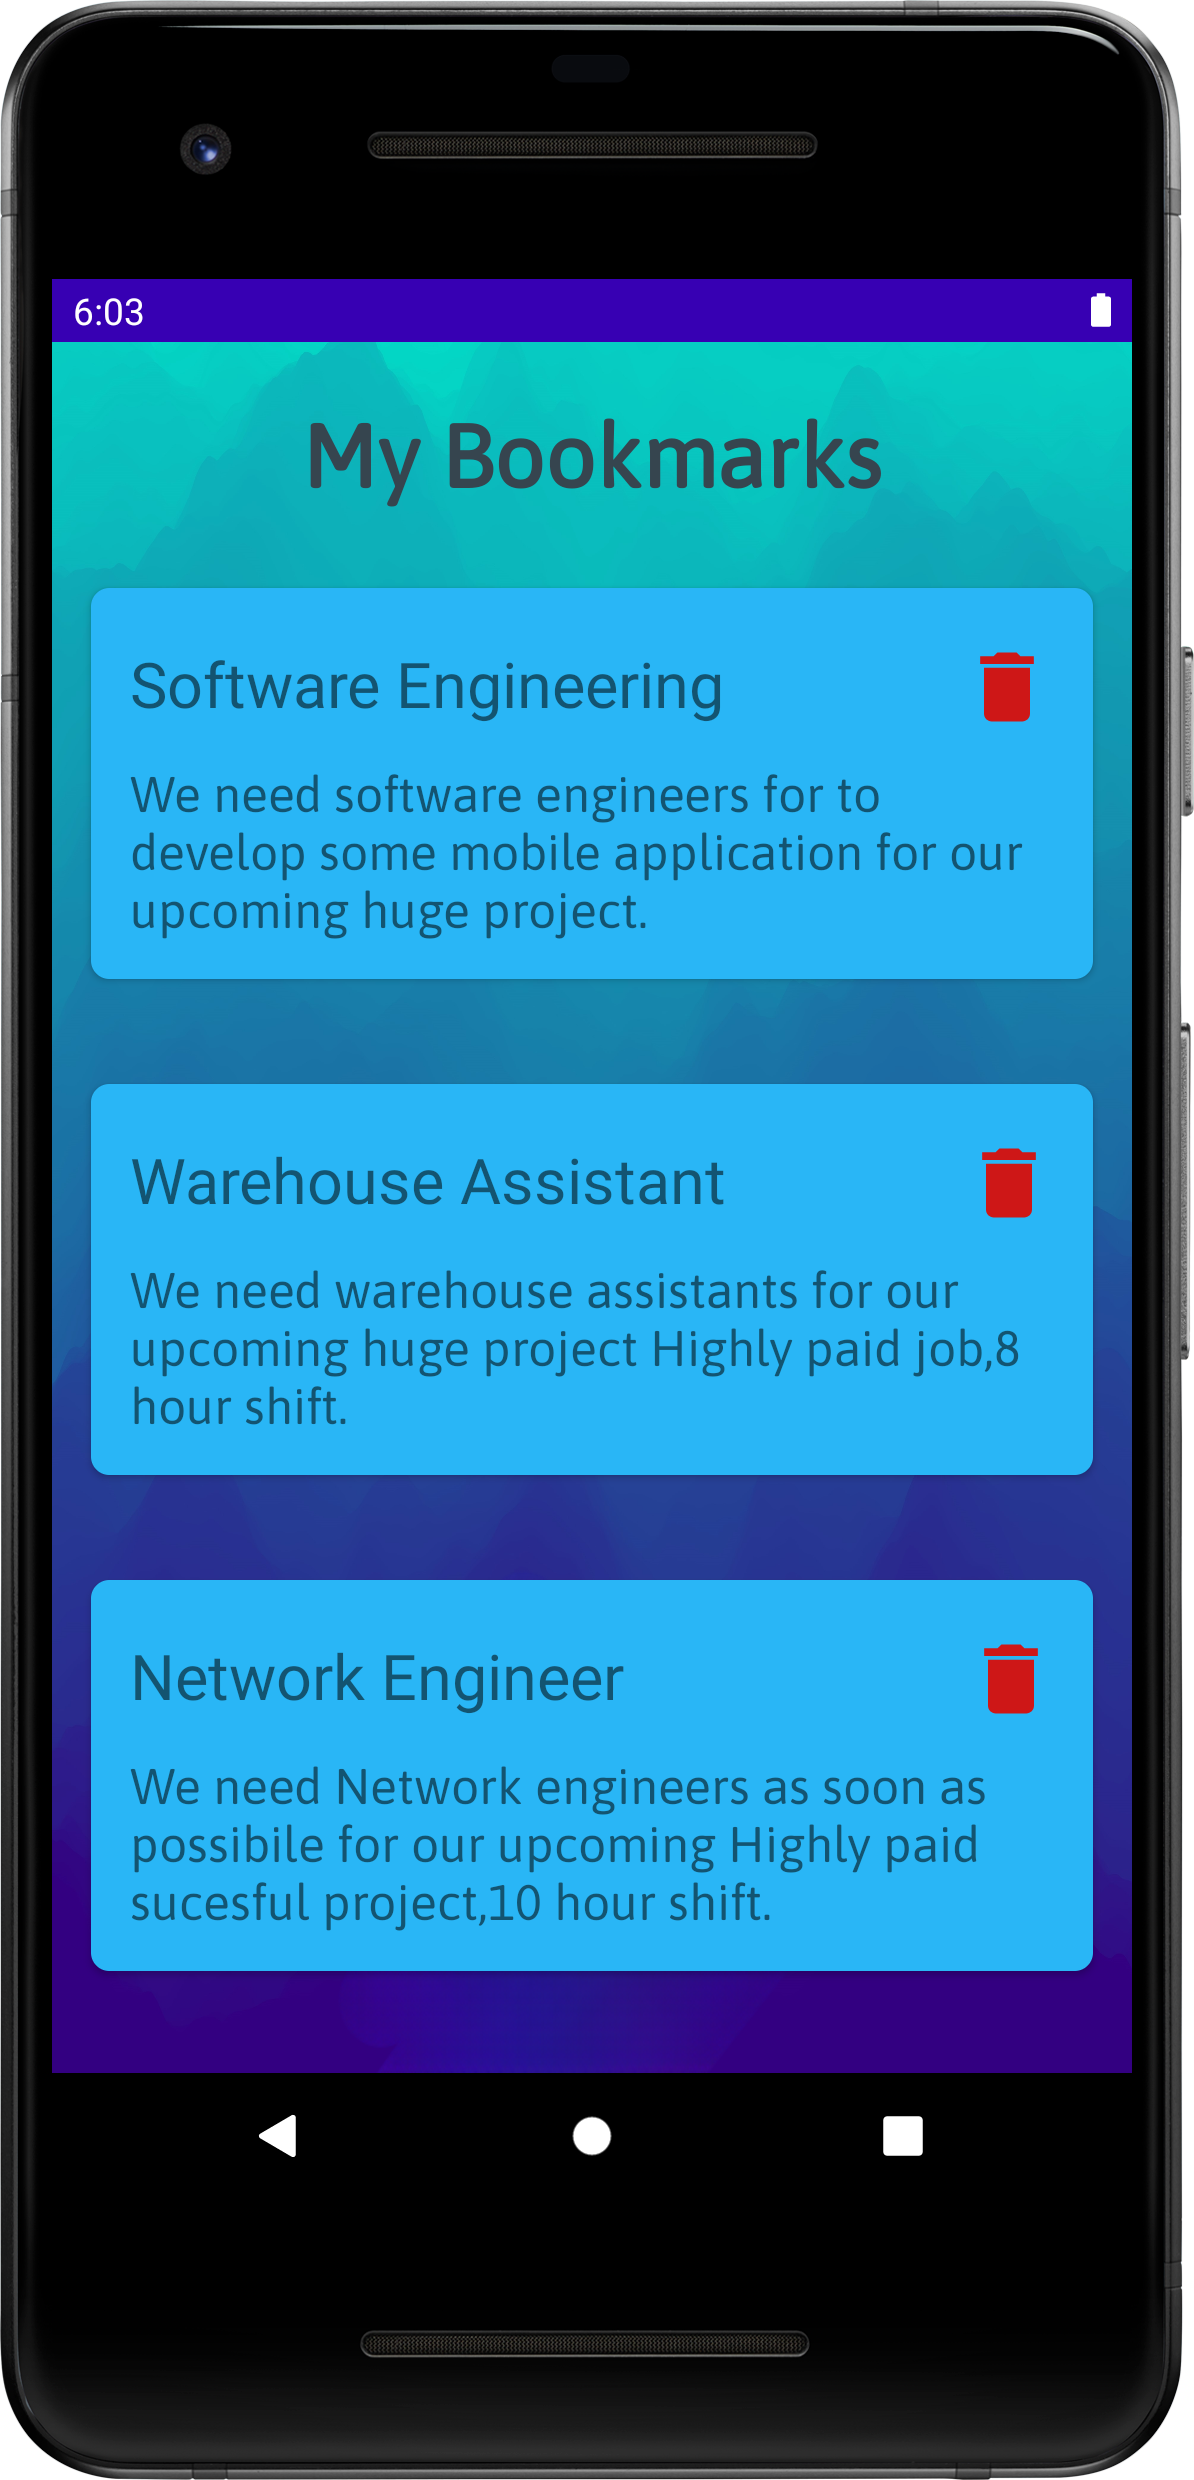 6:03
My Bookmarks
Software Engineering
We need software engineers for to
develop some mobile application for our
upcoming huge project.
Warehouse Assistant
We need warehouse assistants for our
upcoming huge project Highly paid job,8
hour shift.
Network Engineer
We need Network engineers as soon as
possibile for our upcoming Highly paid
sucesful project,10 hour shift.